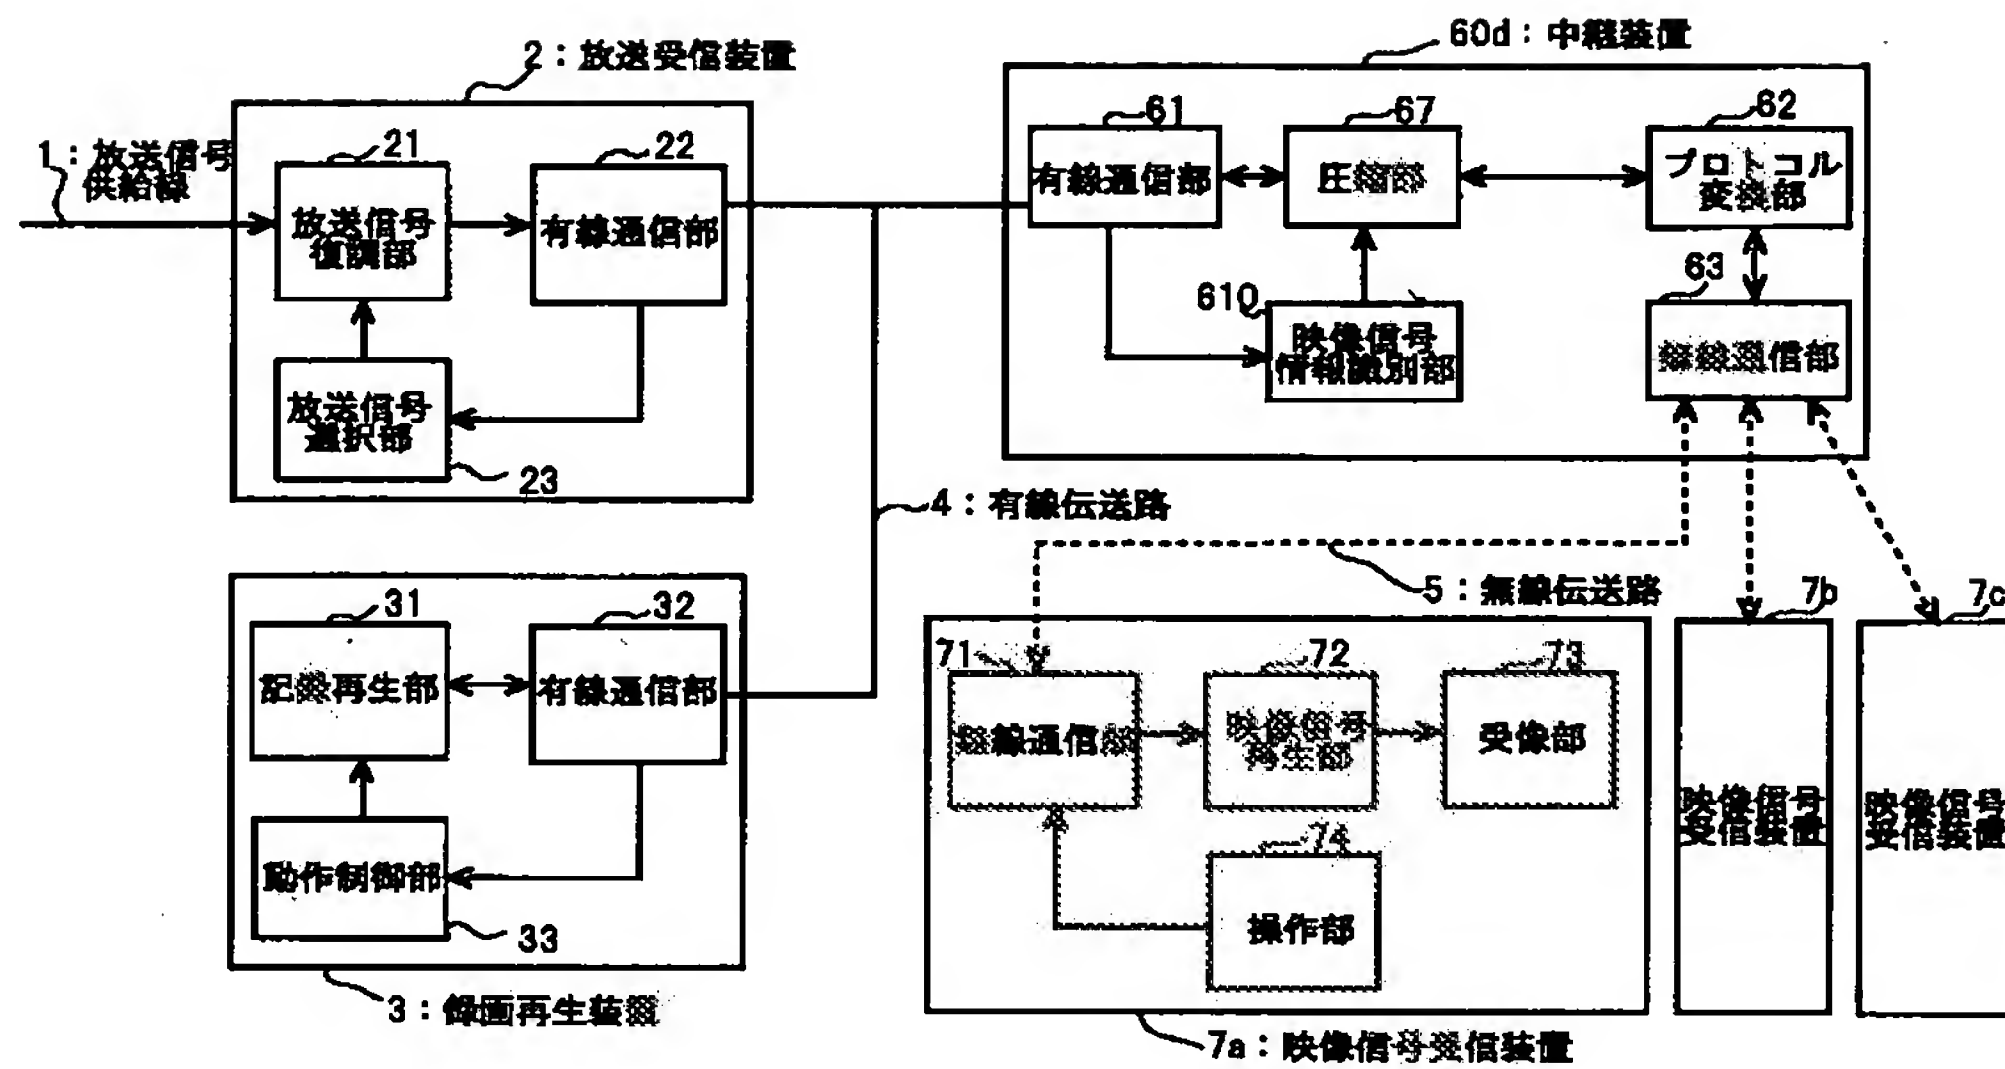 2：放送受信装置
1：放送信号
供給線
21
放送信号
復調部
22
有線通信部
放送信号
選択部
23
60d：中継装置
61
有線通信部
67
圧縮部
62
プロトコル
変換部
610
映像信号
情報識別部
63
無線通信部
4：有線伝送路
5：無線伝送路
31
記録再生部
32
有線通信部
動作制御部
33
3：録画再生装置
71
無線通信部
72
映像信号
再生部
73
受像部
74
操作部
7a：映像信号受信装置
7b
映像信号
受信装置
7c
映像信号
受信装置